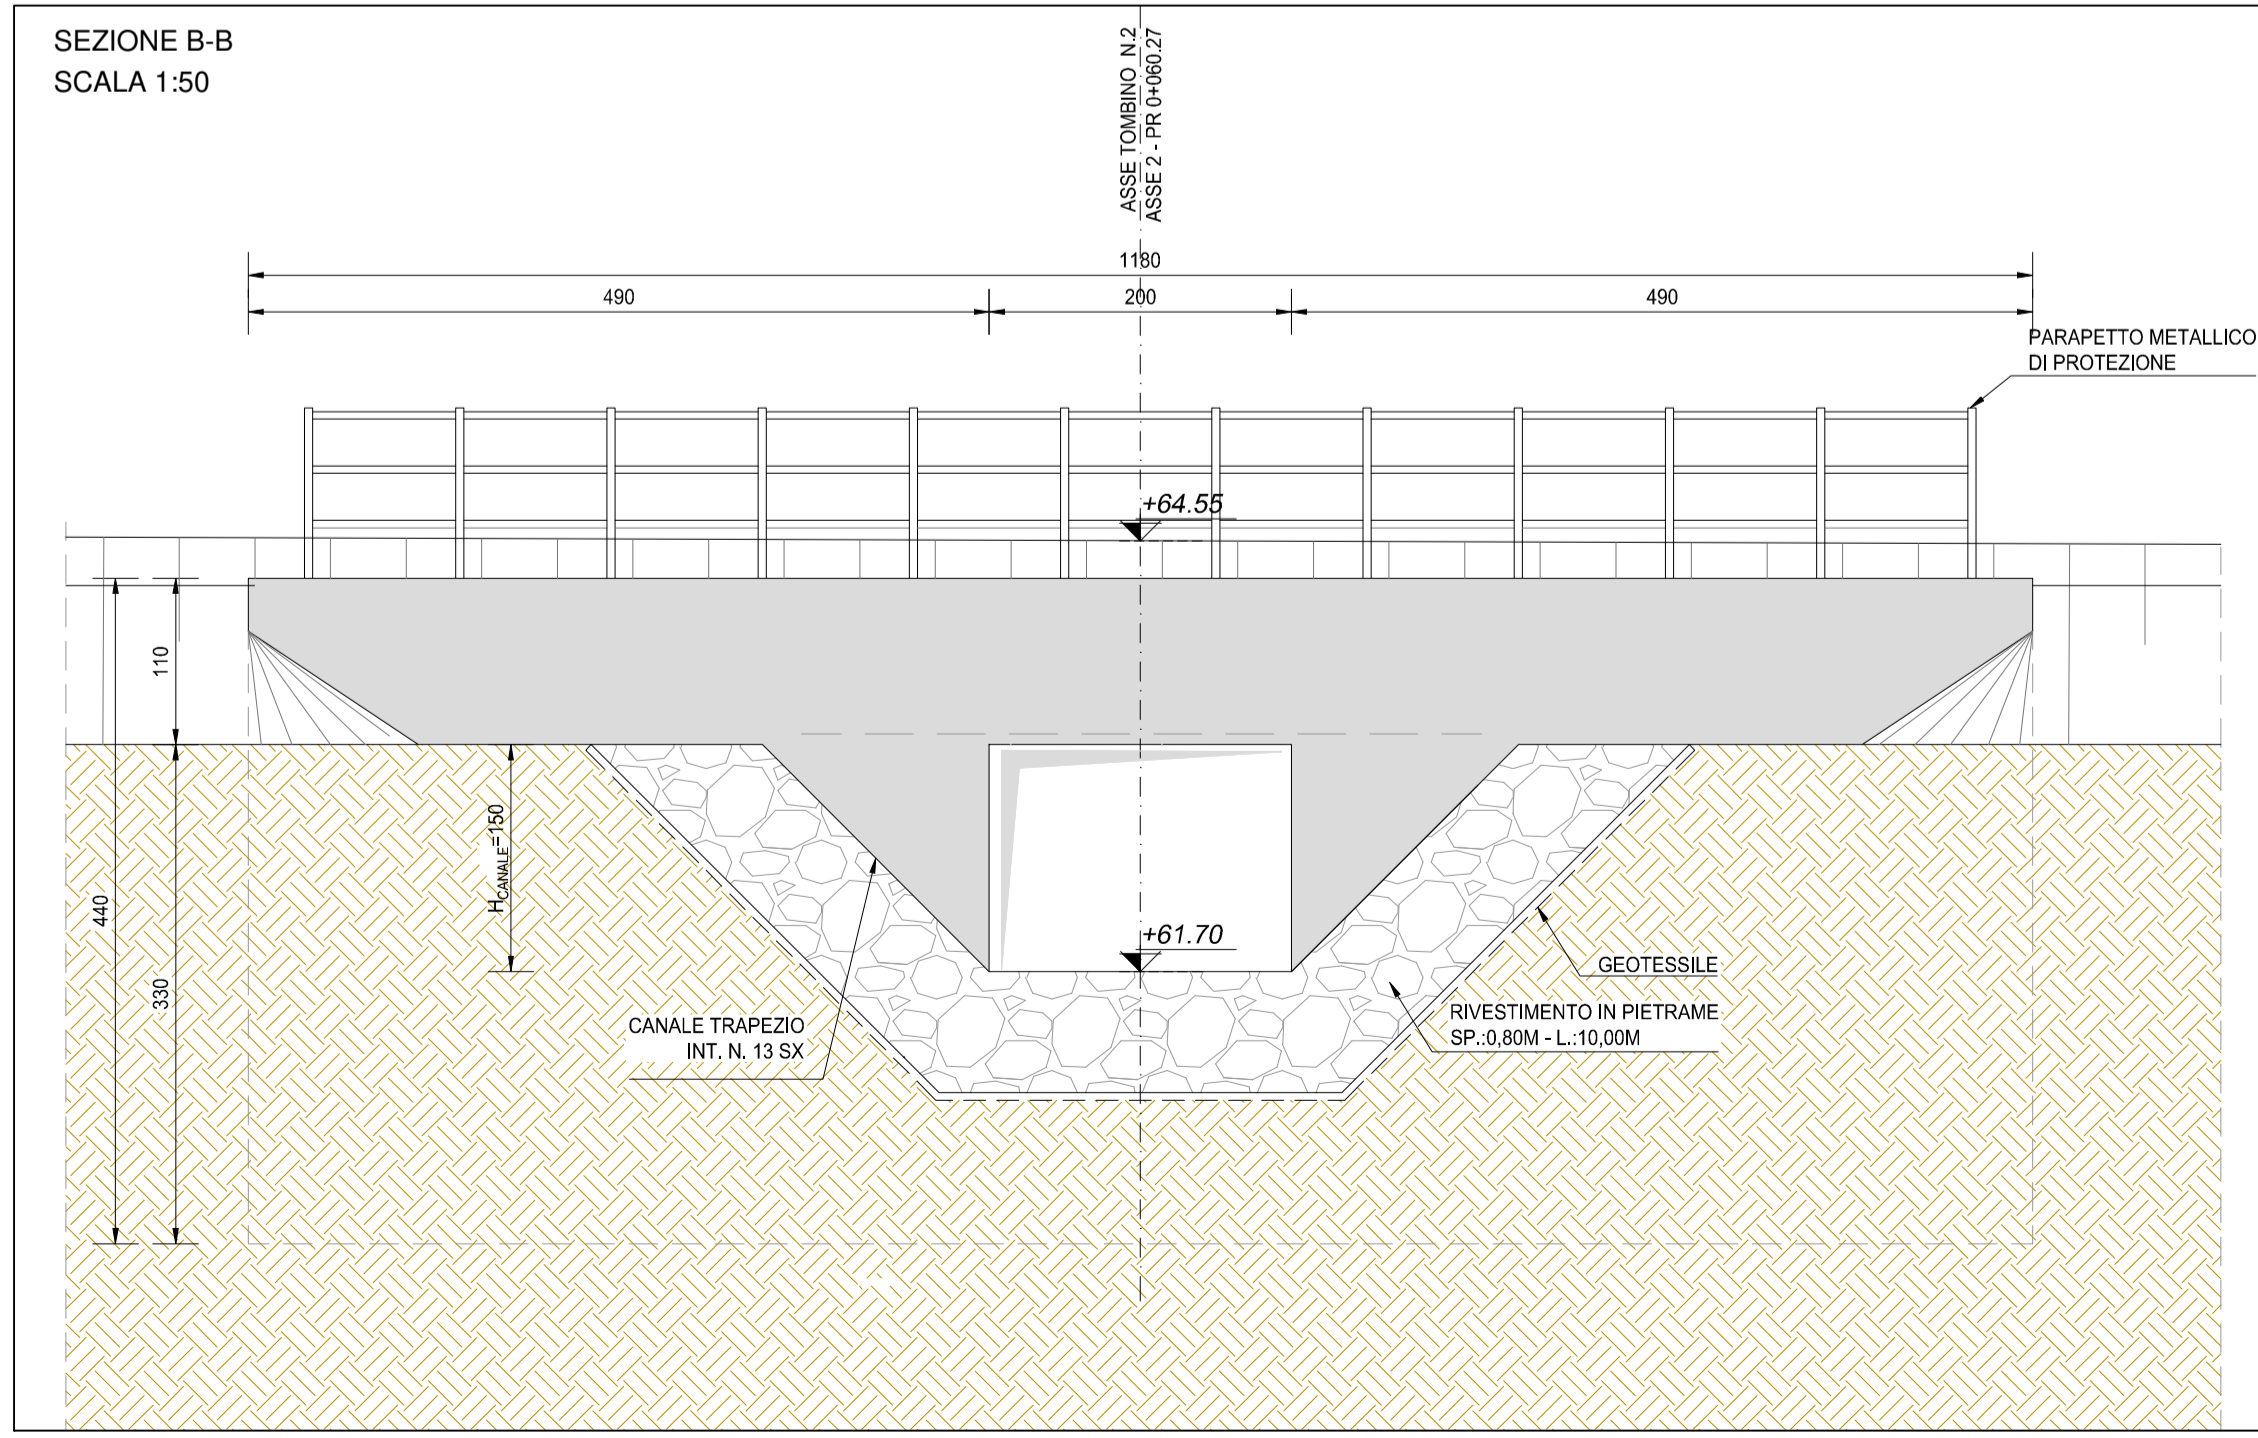 SEZIONE B-B
SCALA 1:50
ASSE TOMBINO N.2
ASSE 2 - PR 0+060.27
1180
490
200
490
PARAPETTO METALLICO
DI PROTEZIONE
+64.55
110
HCANALE=150
440
330
+61.70
GEOTESSILE
RIVESTIMENTO IN PIETRAME
SP.:0,80M - L.:10,00M
CANALE TRAPEZIO
INT. N. 13 SX